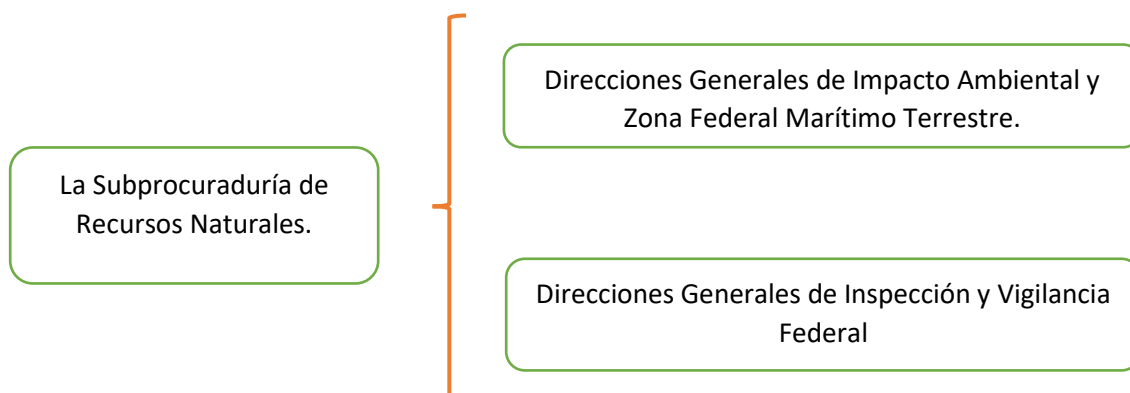 Direcciones Generales de Impacto Ambiental y
Zona Federal Marítimo Terrestre.
La Subprocuraduría de
Recursos Naturales.
Direcciones Generales de Inspección y Vigilancia
Federal